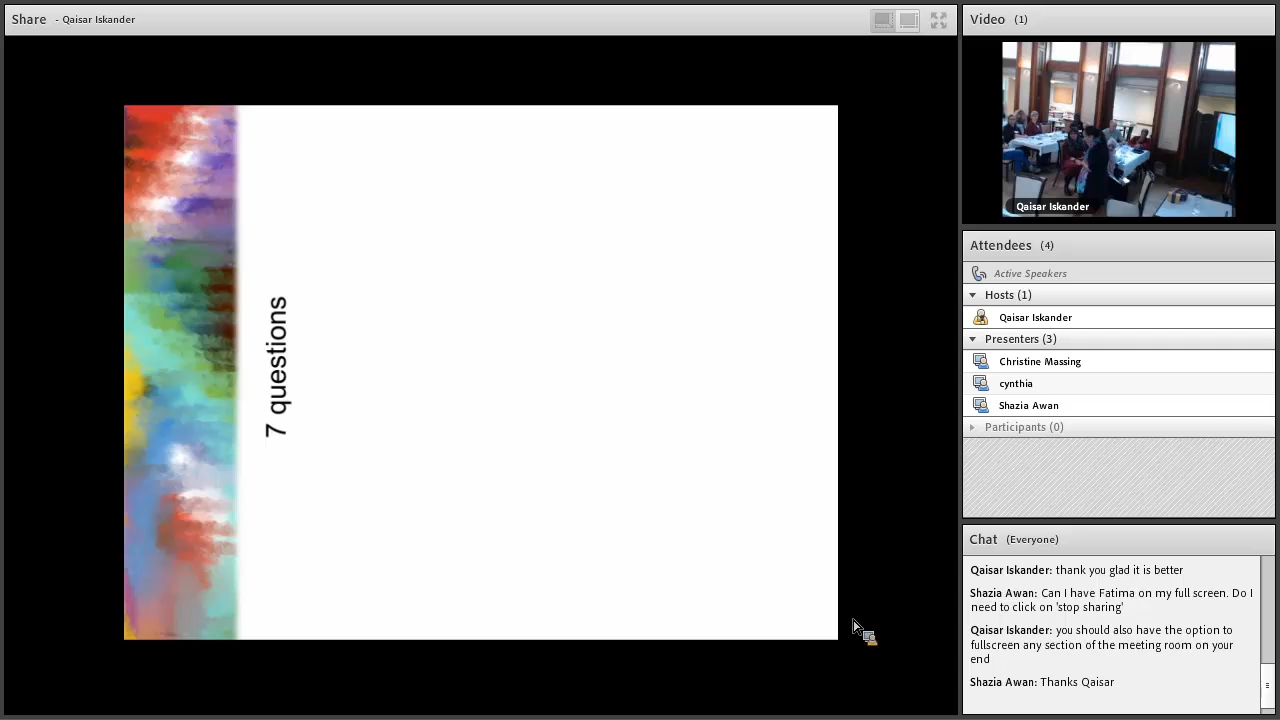 Share - Qaisar Iskander
7 questions
Video (1)
Qaisar Iskander
Attendees (4)
Active Speakers
Hosts (1)
Qaisar Iskander
Presenters (3)
Christine Massing
cynthia
Shazia Awan
Participants (0)
Chat (Everyone)
Qaisar Iskander: thank you glad it is better
Shazia Awan: Can I have Fatima on my full screen. Do I
need to click on 'stop sharing'
Qaisar Iskander: you should also have the option to
fullscreen any section of the meeting room on your
end
Shazia Awan: Thanks Qaisar